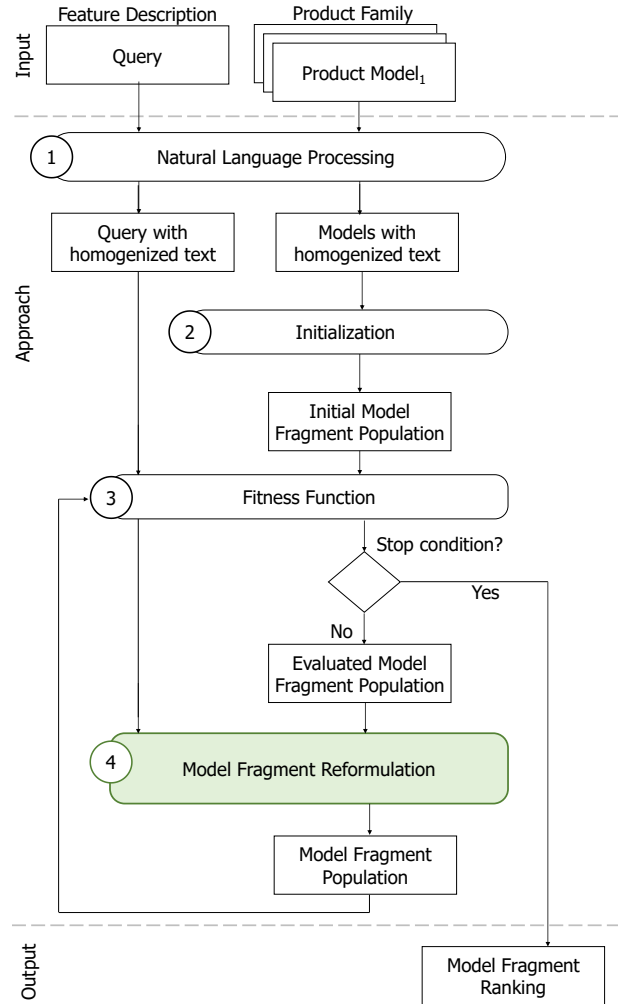 Feature Description
Product Family
Input
Query
Product Model1
1
Natural Language Processing
Query with
homogenized text
Models with
homogenized text
Approach
2
Initialization
Initial Model
Fragment Population
3
Fitness Function
Stop condition?
Yes
No
Evaluated Model
Fragment Population
4
Model Fragment Reformulation
Model Fragment
Population
Output
Model Fragment
Ranking